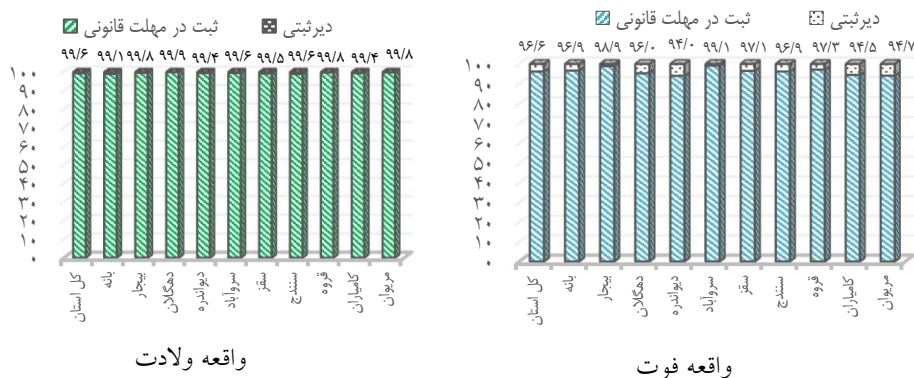 دیرثبتی ثبت در مهلت قانونی
۹۹/۶ ۹۹/۱ ۹۹/۸ ۹۹/۹ ۹۹/۴ ۹۹/۶ ۹۹/۵ ۹۹/۶ ۹۹/۸ ۹۹/۴ ۹۹/۸
۱۰۰
۹۰
۸۰
۷۰
۶۰
۵۰
۴۰
۳۰
۲۰
۱۰
۰
کل استان
بانه
بیجار
دهگلان
دیواندره
سروآباد
سقز
سنندج
قروه
کامیاران
مریوان
واقعه ولادت
دیرثبتی ثبت در مهلت قانونی
۹۶/۶ ۹۶/۹ ۹۸/۹ ۹۶/۰ ۹۴/۰ ۹۹/۱ ۹۷/۱ ۹۶/۹ ۹۷/۳ ۹۴/۵ ۹۴/۷
۱۰۰
۹۰
۸۰
۷۰
۶۰
۵۰
۴۰
۳۰
۲۰
۱۰
۰
کل استان
بانه
بیجار
دهگلان
دیواندره
سروآباد
سقز
سنندج
قروه
کامیاران
مریوان
واقعه فوت